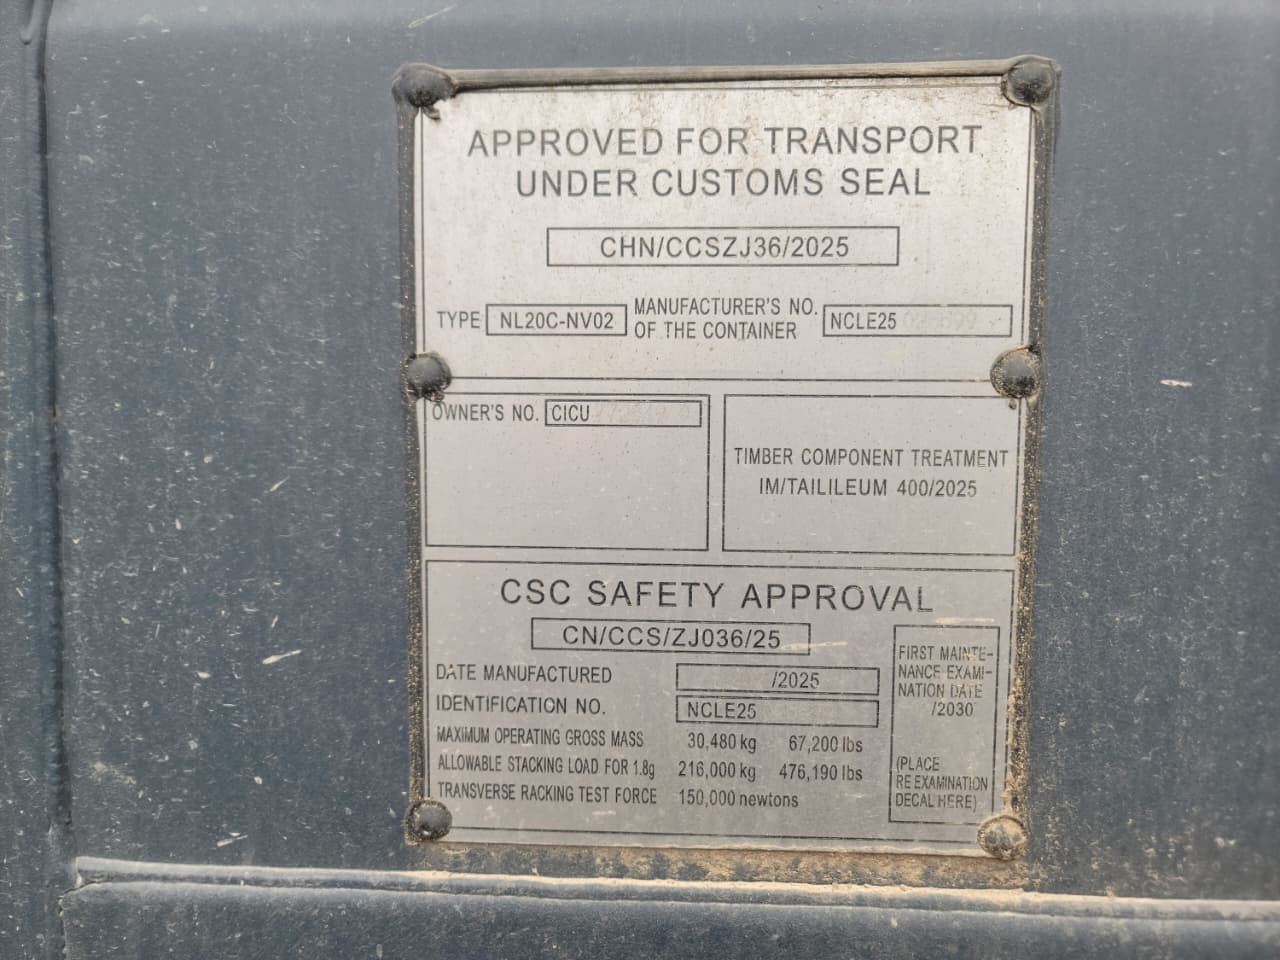 APPROVED FOR TRANSPORT
UNDER CUSTOMS SEAL
CHN/CCSZJ36/2025
TYPE NL20C-NV02 MANUFACTURER'S NO. OF THE CONTAINER NCLE25
OWNER'S NO. CICU
TIMBER COMPONENT TREATMENT
IM/TAILILEUM 400/2025
CSC SAFETY APPROVAL
CN/CCS/ZJ036/25
DATE MANUFACTURED /2025
IDENTIFICATION NO. NCLE25
MAXIMUM OPERATING GROSS MASS 30,480 kg 67,200 lbs
ALLOWABLE STACKING LOAD FOR 1.8g 216,000 kg 476,190 lbs
TRANSVERSE RACKING TEST FORCE 150,000 newtons
FIRST MAINTE-
NANCE EXAMI-
NATION DATE
/2030
(PLACE
RE EXAMINATION
DECAL HERE)